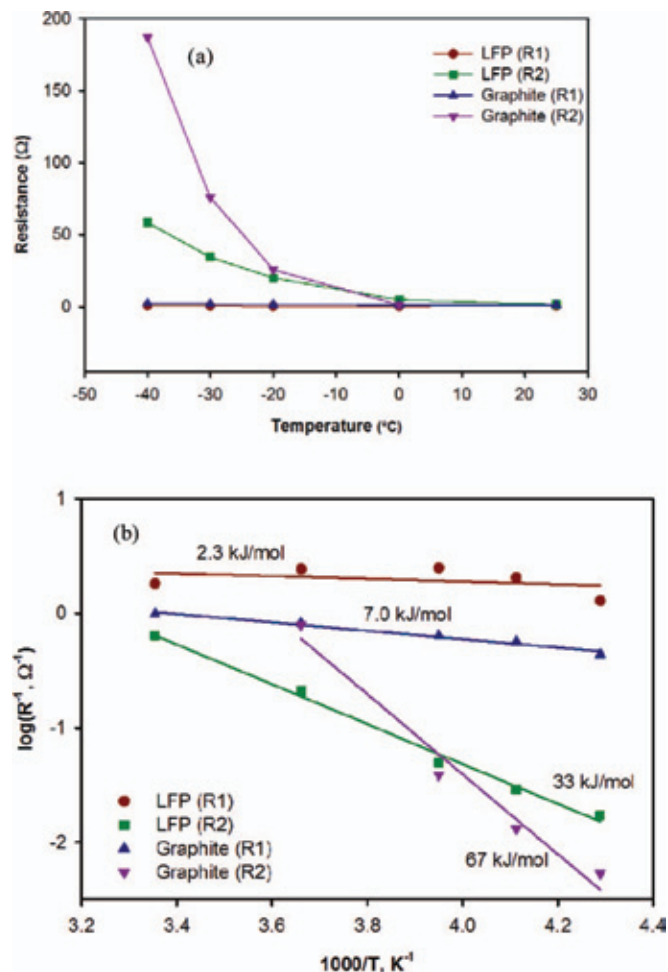 (a)
LFP (R1)
LFP (R2)
Graphite (R1)
Graphite (R2)
200
150
100
50
0
Resistance (Ω)
-50 -40 -30 -20 -10 0 10 20 30
Temperature (ºC)
(b)
1
0
-1
-2
log(R⁻¹, Ω⁻¹)
2.3 kJ/mol
7.0 kJ/mol
33 kJ/mol
67 kJ/mol
LFP (R1)
LFP (R2)
Graphite (R1)
Graphite (R2)
3.2 3.4 3.6 3.8 4.0 4.2 4.4
1000/T, K⁻¹